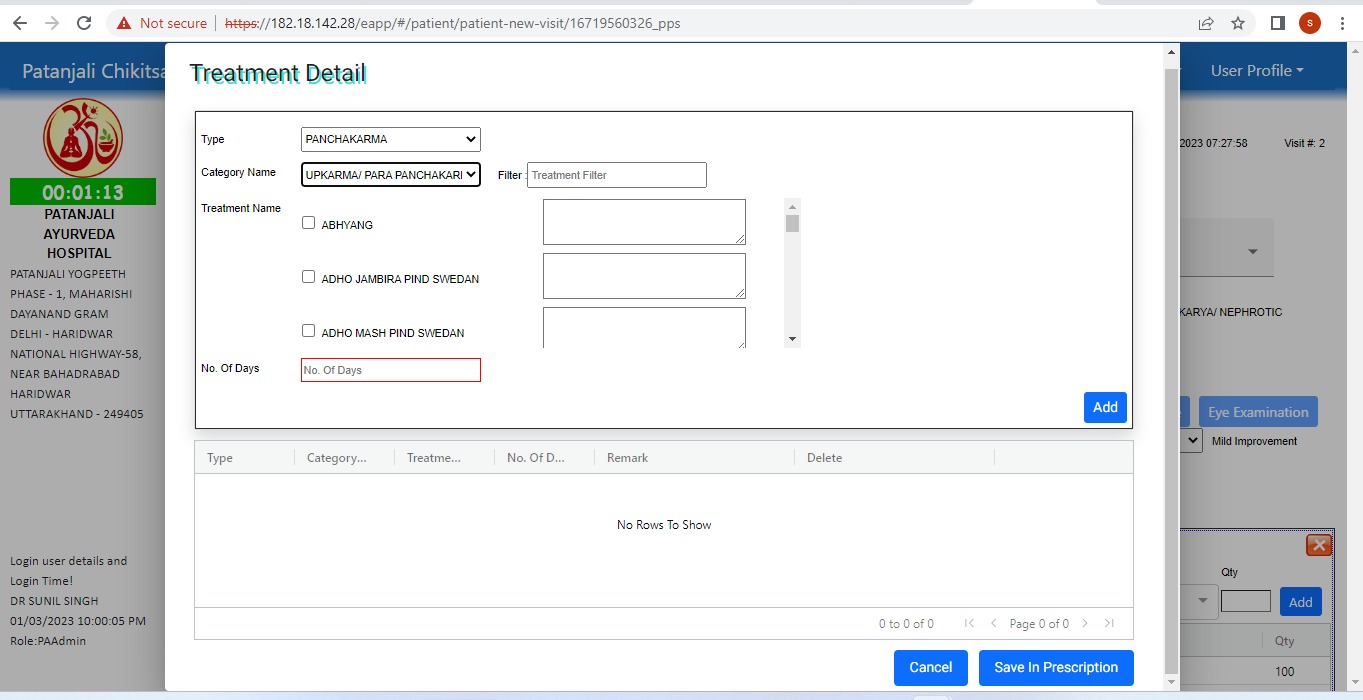 Not secure | https://182.18.142.28/eapp/#/patient/patient-new-visit/16719560326_pps
S
Patanjali Chikitsa
User Profile
00:01:13
PATANJALI
AYURVEDA
HOSPITAL
PATANJALI YOGPEETH
PHASE - 1, MAHARISHI
DAYANAND GRAM
DELHI - HARIDWAR
NATIONAL HIGHWAY-58,
NEAR BAHADRABAD
HARIDWAR
UTTARAKHAND - 249405
Login user details and
Login Time!
DR SUNIL SINGH
01/03/2023 10:00:05 PM
Role:PAAdmin
Treatment Detail
Type PANCHAKARMA
Category Name UPKARMA/ PARA PANCHAKARI Filter : Treatment Filter
Treatment Name
ABHYANG
ADHO JAMBIRA PIND SWEDAN
ADHO MASH PIND SWEDAN
No. Of Days No. Of Days
Add
Type Category... Treatme... No. Of D... Remark Delete
No Rows To Show
0 to 0 of 0 Page 0 of 0
Cancel Save In Prescription
2023 07:27:58 Visit #: 2
KARYA/ NEPHROTIC
Eye Examination
Mild Improvement
Qty
Add
Qty
100